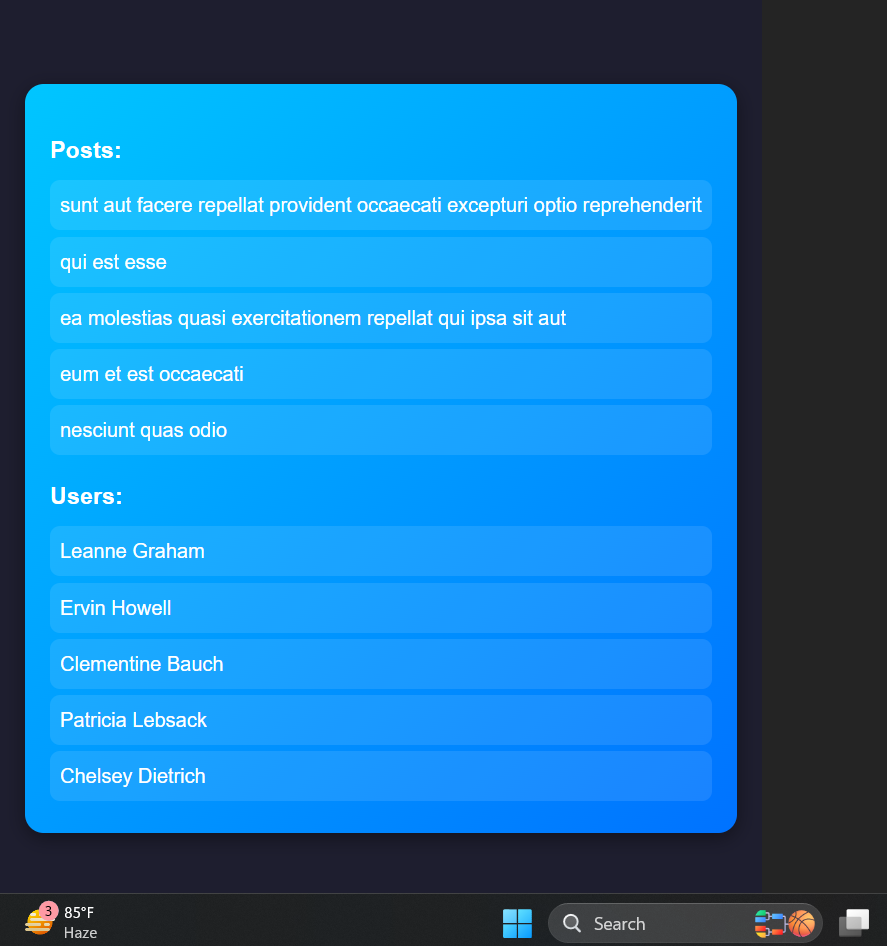 Posts:
sunt aut facere repellat provident occaecati excepturi optio reprehenderit
qui est esse
ea molestias quasi exercitationem repellat qui ipsa sit aut
eum et est occaecati
nesciunt quas odio
Users:
Leanne Graham
Ervin Howell
Clementine Bauch
Patricia Lebsack
Chelsey Dietrich
3
85°F
Haze
Search